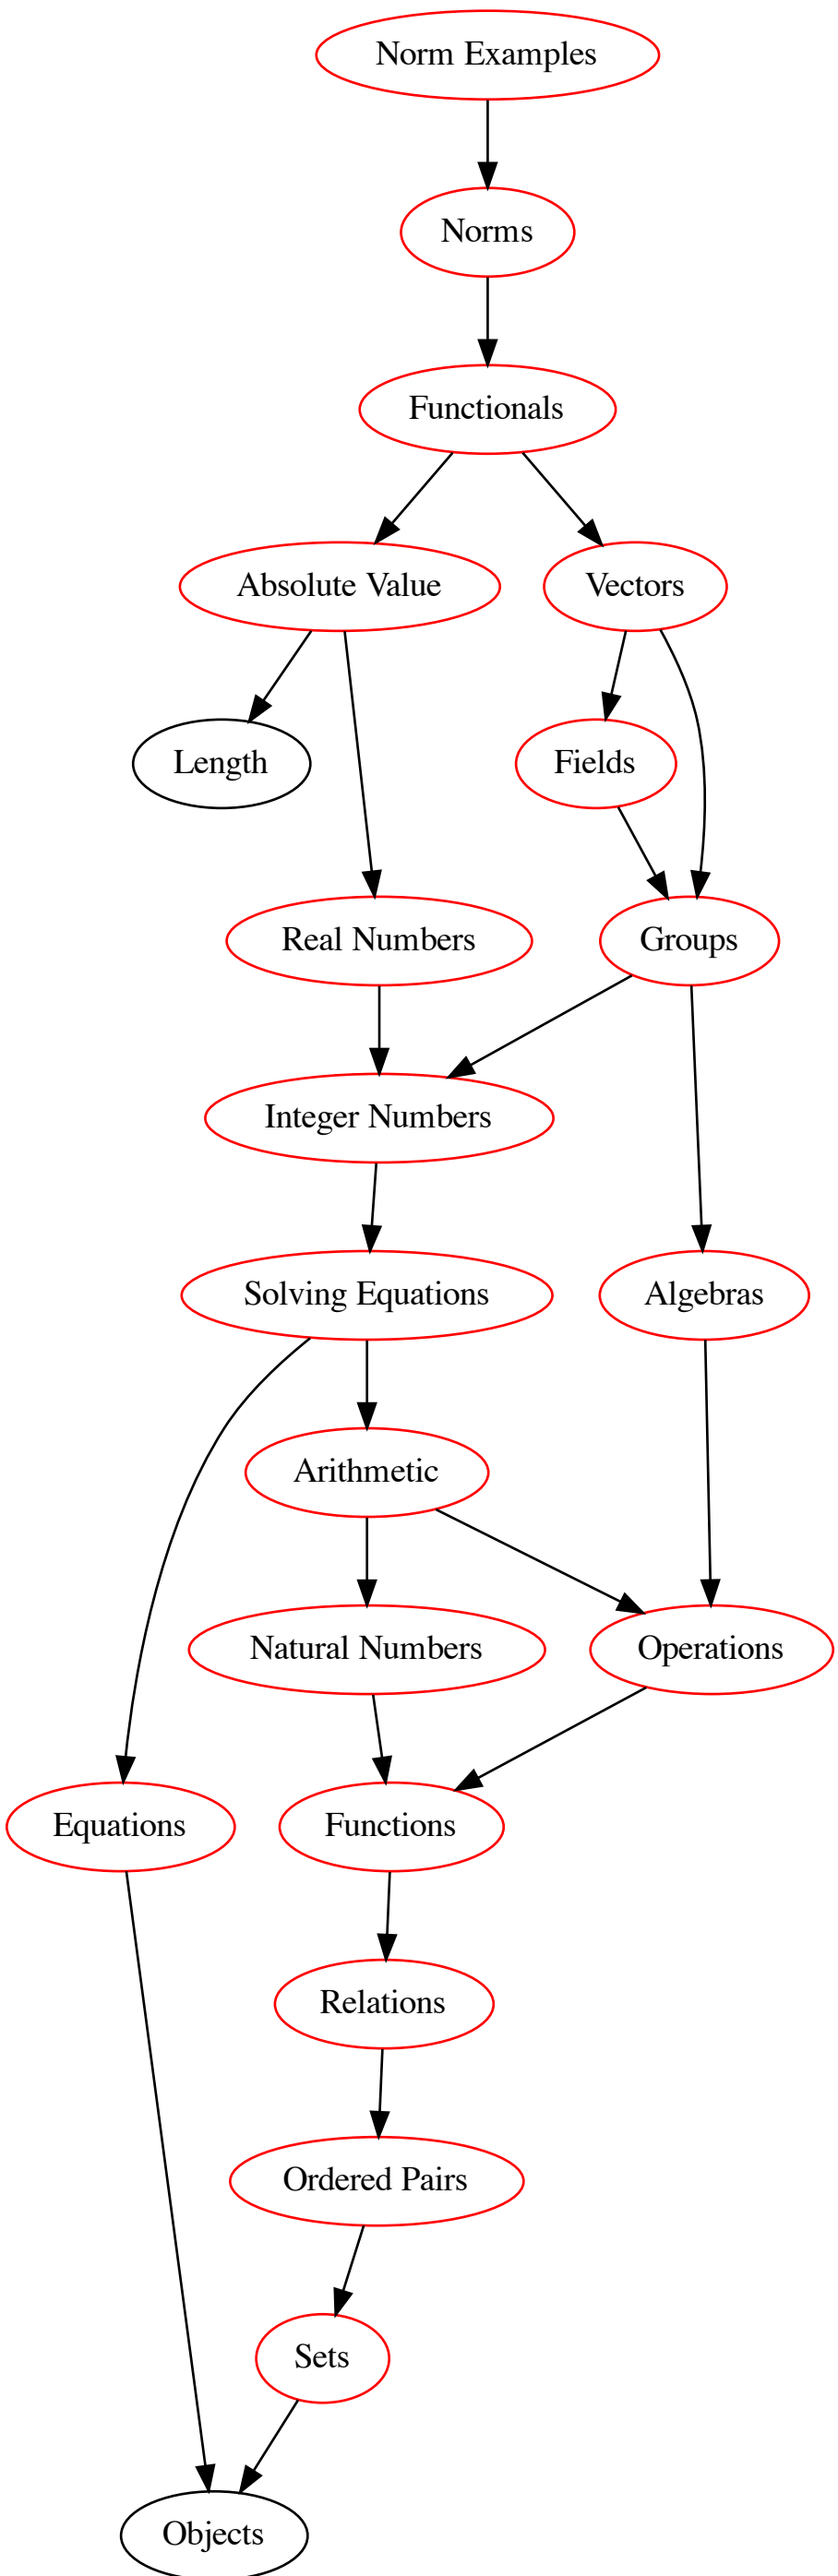 Norm Examples
Norms
Functionals
Absolute Value
Vectors
Length
Fields
Real Numbers
Groups
Integer Numbers
Solving Equations
Algebras
Arithmetic
Natural Numbers
Operations
Equations
Functions
Relations
Ordered Pairs
Sets
Objects